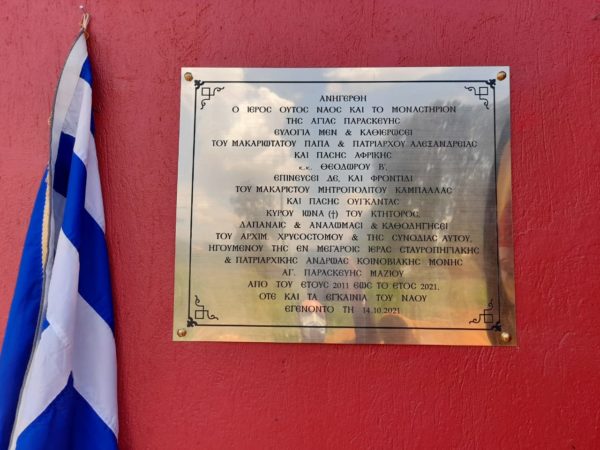 ΑΝΗΓΕΡΘΗ
Ο ΙΕΡΟΣ ΟΥΤΟΣ ΝΑΟΣ ΚΑΙ ΤΟ ΜΟΝΑΣΤΗΡΙΟΝ
ΤΗΣ ΑΓΙΑΣ ΠΑΡΑΣΚΕΥΗΣ
ΕΥΛΟΓΙΑ ΜΕΝ & ΚΑΘΙΕΡΩΣΕΙ
ΤΟΥ ΜΑΚΑΡΙΩΤΑΤΟΥ ΠΑΠΑ & ΠΑΤΡΙΑΡΧΟΥ ΑΛΕΞΑΝΔΡΕΙΑΣ
ΚΑΙ ΠΑΣΗΣ ΑΦΡΙΚΗΣ
κ.κ. ΘΕΟΔΩΡΟΥ Β',
ΕΠΙΝΕΥΣΕΙ ΔΕ, ΚΑΙ ΦΡΟΝΤΙΔΙ
ΤΟΥ ΜΑΚΑΡΙΣΤΟΥ ΜΗΤΡΟΠΟΛΙΤΟΥ ΚΑΜΠΑΛΛΑΣ
ΚΑΙ ΠΑΣΗΣ ΟΥΓΚΑΝΤΑΣ
ΚΥΡΟΥ ΙΩΝΑ (†) ΤΟΥ ΚΤΗΤΟΡΟΣ,
ΔΑΠΑΝΑΙΣ & ΑΝΑΛΩΜΑΣΙ & ΚΑΘΟΔΗΓΗΣΕΙ
ΤΟΥ ΑΡΧΙΜ. ΧΡΥΣΟΣΤΟΜΟΥ & ΤΗΣ ΣΥΝΟΔΙΑΣ ΑΥΤΟΥ,
ΗΓΟΥΜΕΝΟΥ ΤΗΣ ΕΝ ΜΕΓΑΡΟΙΣ ΙΕΡΑΣ ΣΤΑΥΡΟΠΗΓΙΑΚΗΣ
& ΠΑΤΡΙΑΡΧΙΚΗΣ ΑΝΔΡΩΑΣ ΚΟΙΝΟΒΙΑΚΗΣ ΜΟΝΗΣ
ΑΓ. ΠΑΡΑΣΚΕΥΗΣ ΜΑΖΙΟΥ
ΑΠΟ ΤΟΥ ΕΤΟΥΣ 2011 ΕΩΣ ΤΟ ΕΤΟΣ 2021,
ΟΤΕ ΚΑΙ ΤΑ ΕΓΚΑΙΝΙΑ ΤΟΥ ΝΑΟΥ
ΕΓΕΝΟΝΤΟ ΤΗ 14.10.2021